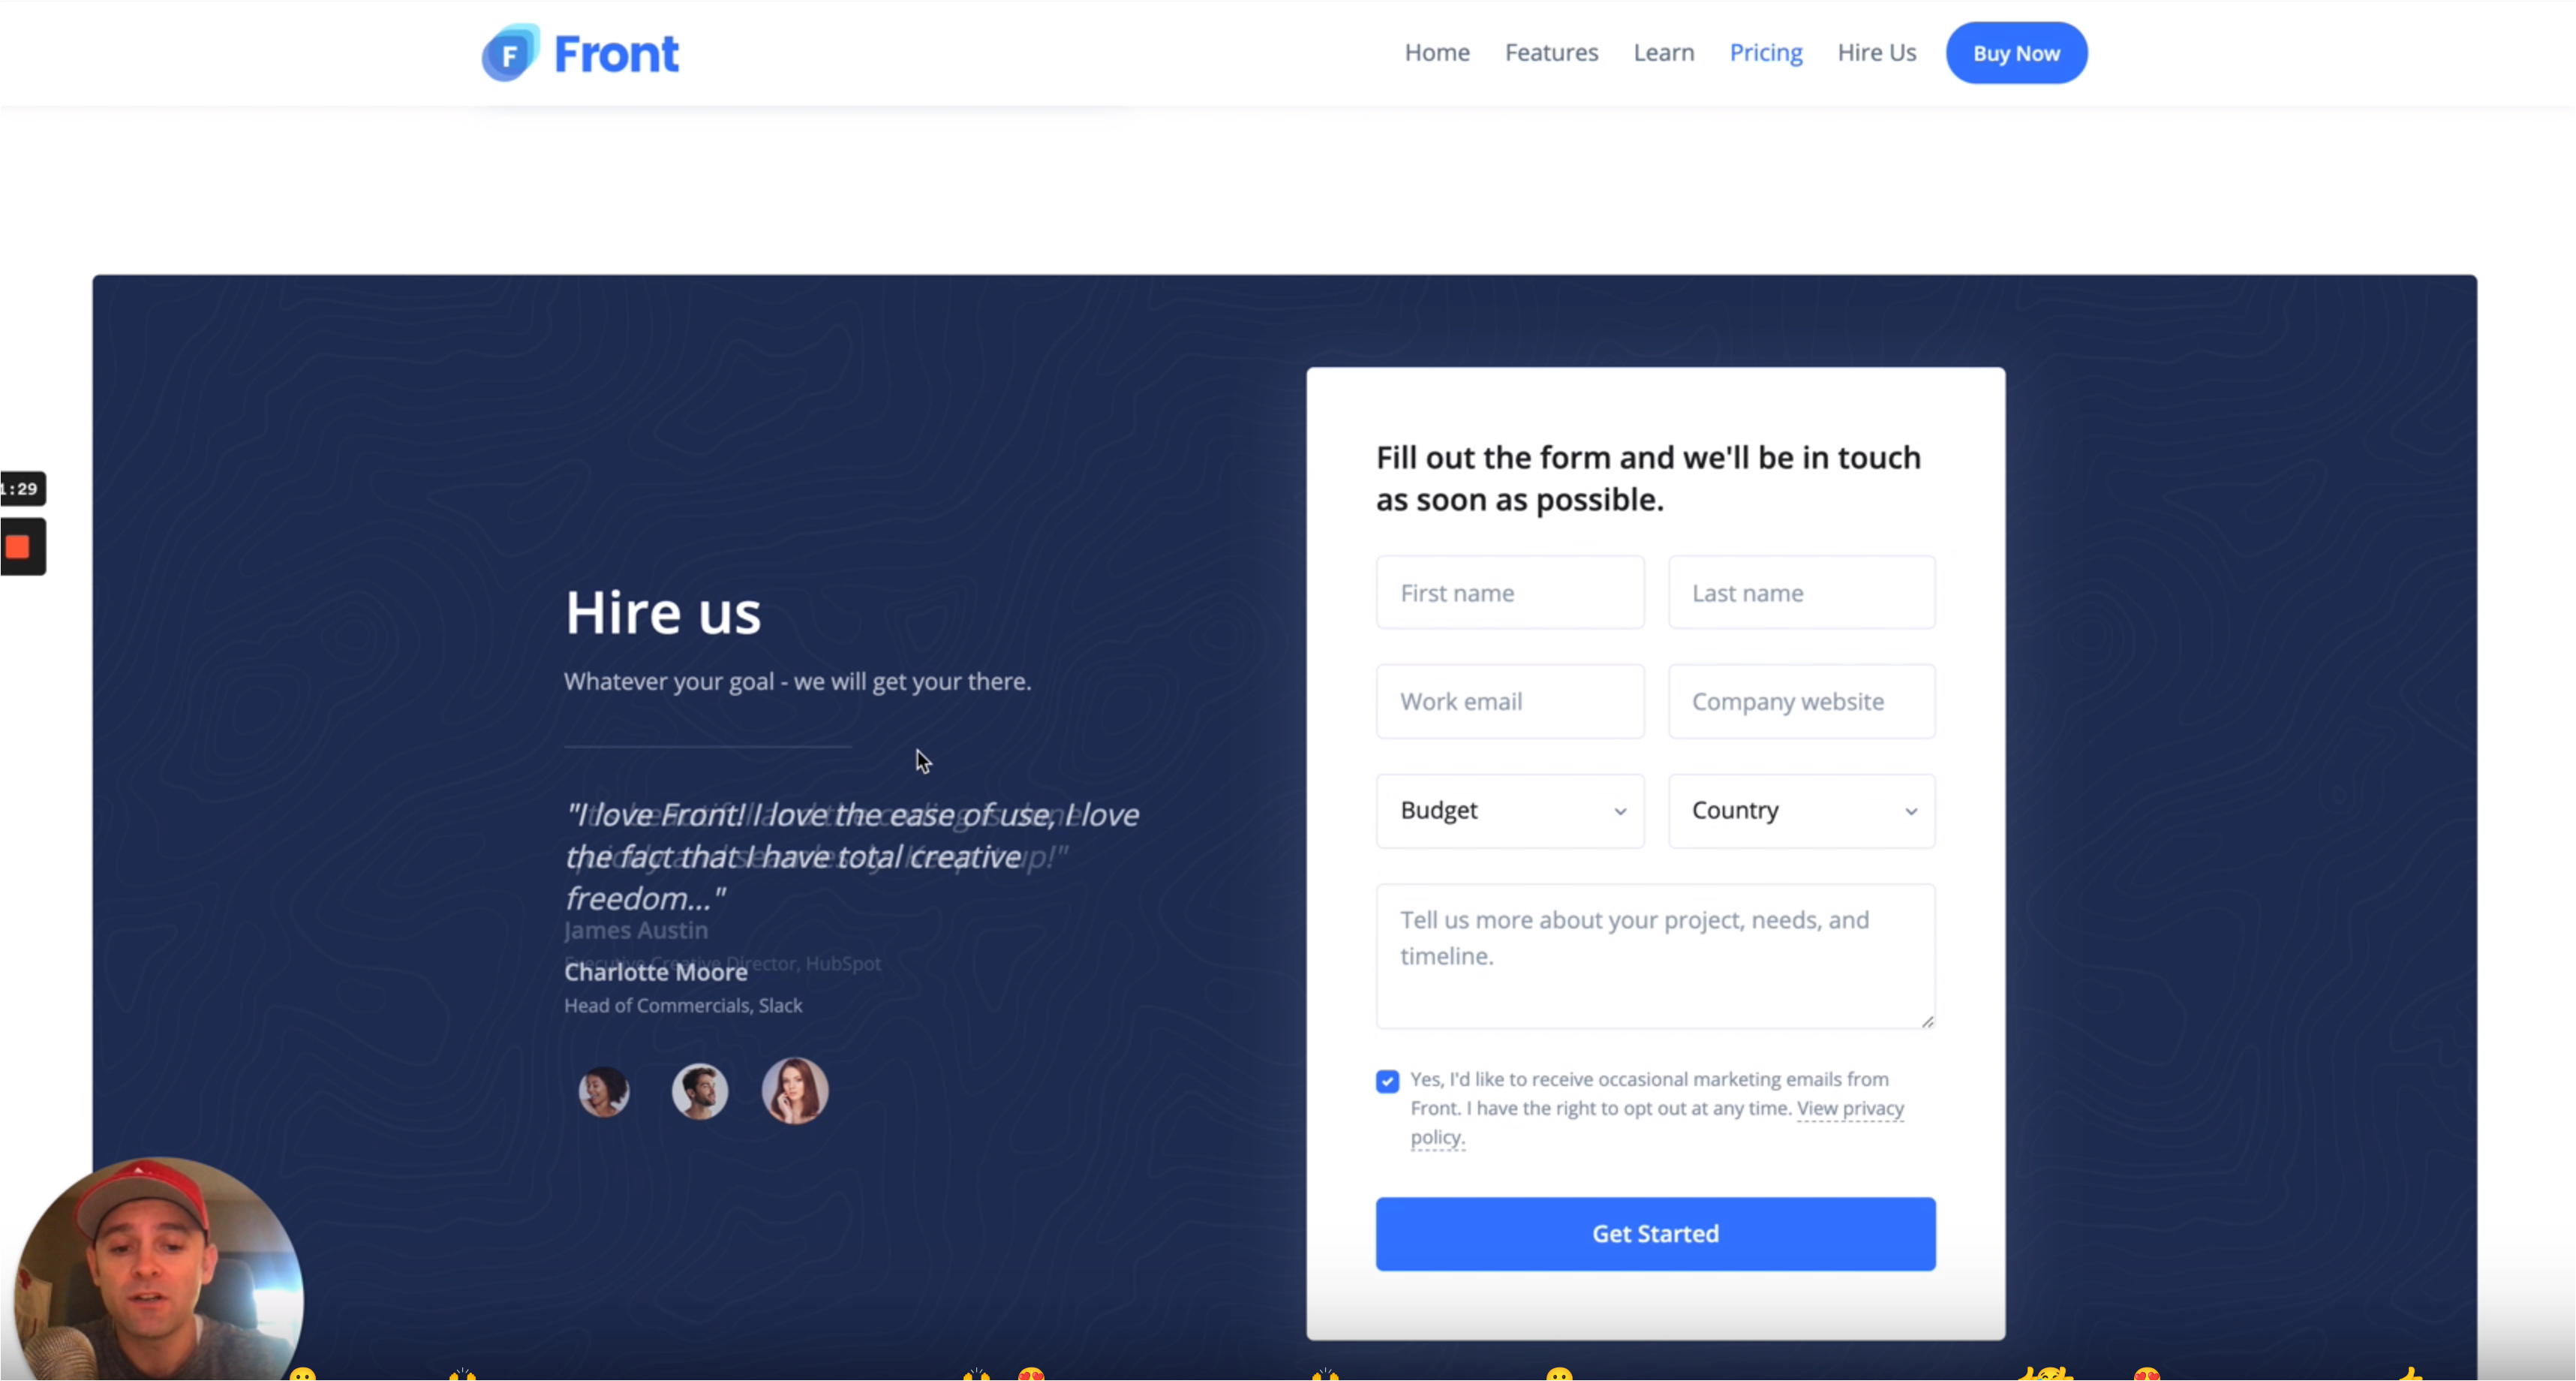 F Front
Home Features Learn Pricing Hire Us Buy Now
1:29
Hire us
Whatever your goal - we will get your there.
"I love Front! I love the ease of use, I love
the fact that I have total creative
freedom..."
James Austin
Executive Creative Director, HubSpot
Charlotte Moore
Head of Commercials, Slack
Fill out the form and we'll be in touch
as soon as possible.
First name Last name
Work email Company website
Budget Country
Tell us more about your project, needs, and
timeline.
Yes, I'd like to receive occasional marketing emails from
Front. I have the right to opt out at any time. View privacy
policy.
Get Started